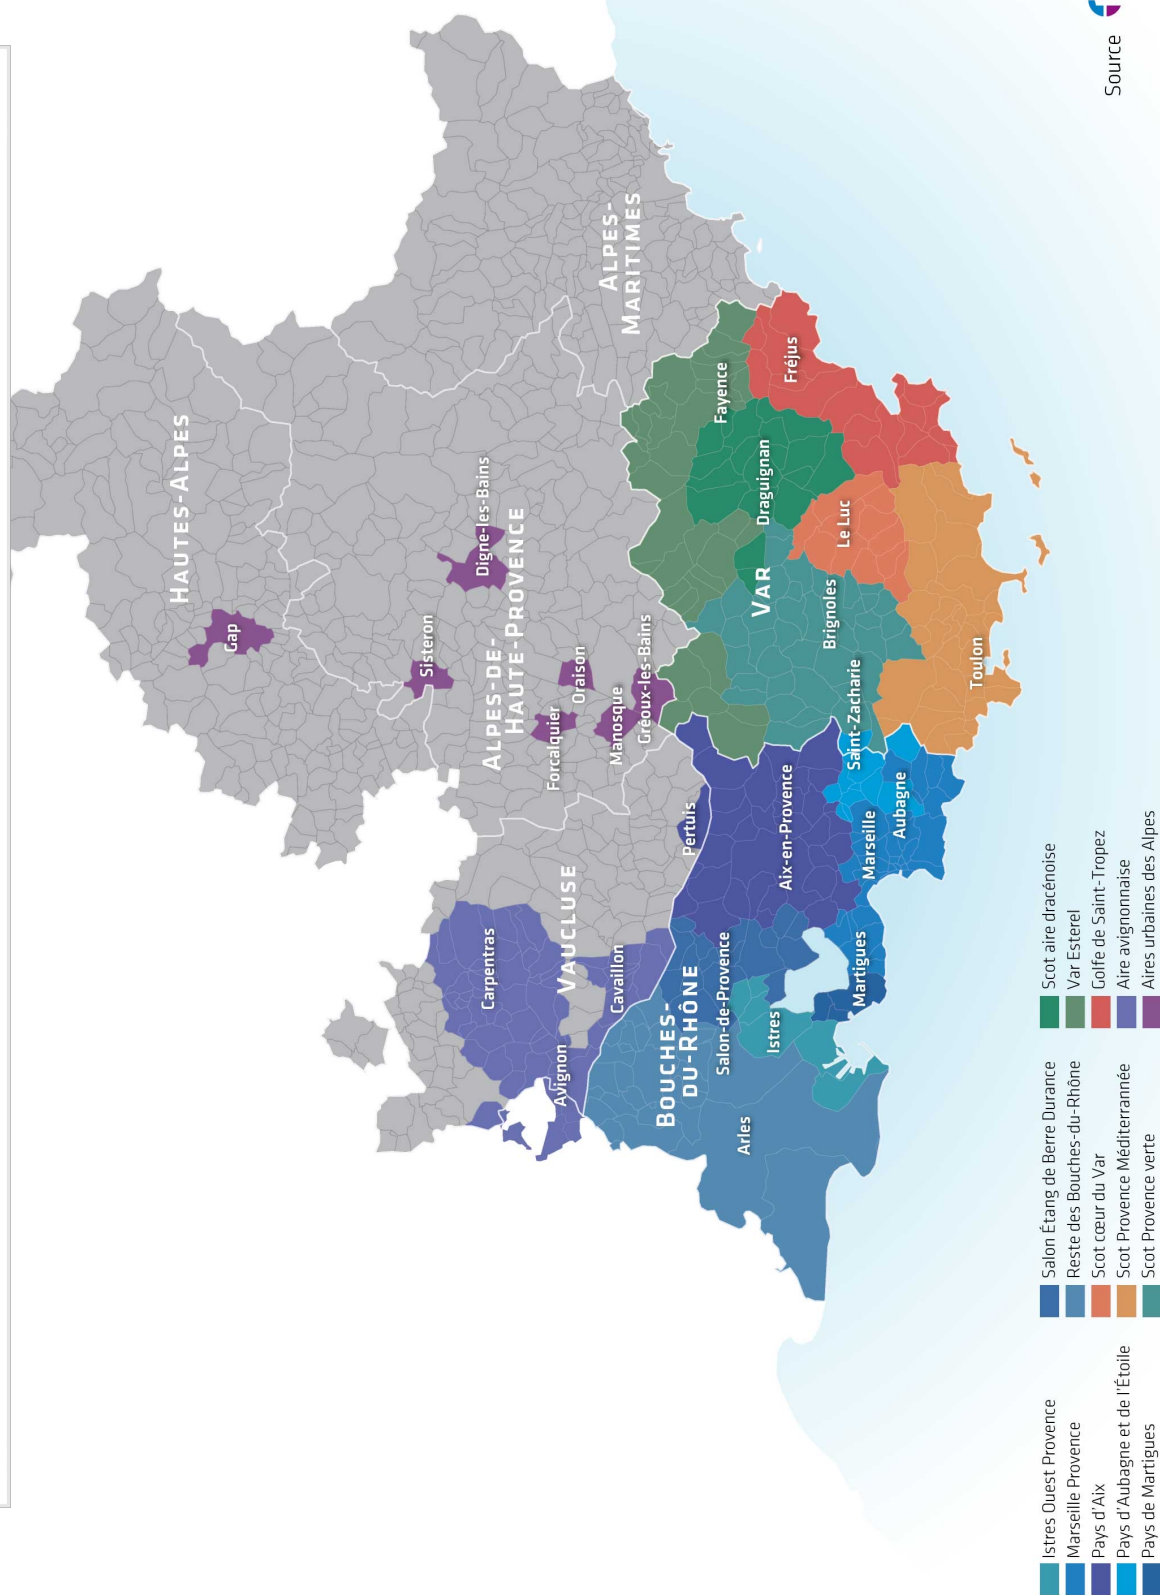 HAUTES-ALPES
Gap
Sisteron
Digne-les-Bains
ALPES-DE-
HAUTE-PROVENCE
Forcalquier
Oraison
Manosque
Gréoux-les-Bains
ALPES-
MARITIMES
VAUCLUSE
Carpentras
Avignon
Cavaillon
Pertuis
BOUCHES-
DU-RHÔNE
Salon-de-Provence
Arles
Istres
Martigues
Aix-en-Provence
Marseille
Aubagne
Saint-Zacharie
VAR
Fayence
Fréjus
Draguignan
Le Luc
Brignoles
Toulon
Istres Ouest Provence
Marseille Provence
Pays d'Aix
Pays d'Aubagne et de l'Étoile
Pays de Martigues
Salon Étang de Berre Durance
Reste des Bouches-du-Rhône
Scot cœur du Var
Scot Provence Méditerrannée
Scot Provence verte
Scot aire dracénoise
Var Esterel
Golfe de Saint-Tropez
Aire avignonnaise
Aires urbaines des Alpes
Source